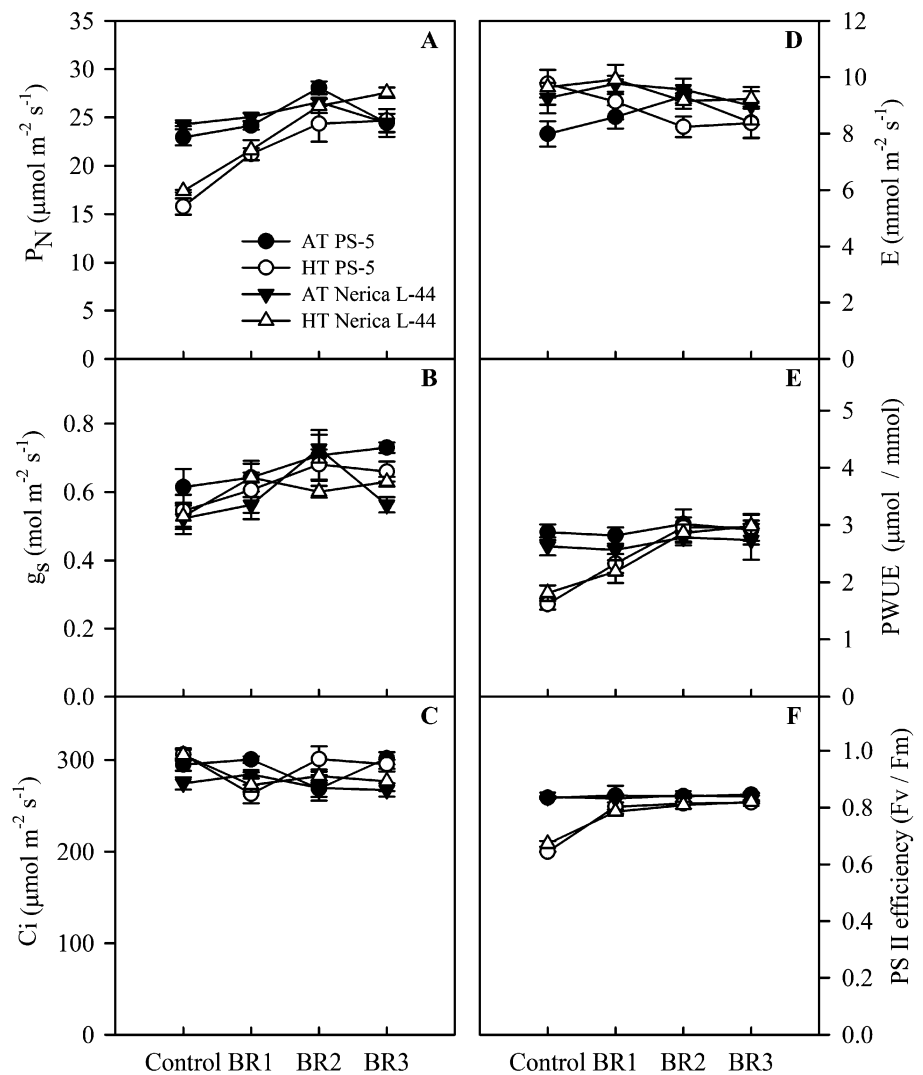 A
35
30
25
20
15
10
5
0
P_N (µmol m⁻² s⁻¹)
AT PS-5
HT PS-5
AT Nerica L-44
HT Nerica L-44
D
12
10
8
6
4
2
0
E (mmol m⁻² s⁻¹)
B
0.8
0.6
0.4
0.2
0.0
g_s (mol m⁻² s⁻¹)
E
5
4
3
2
1
0
PWUE (µmol / mmol)
C
300
200
100
0
Ci (µmol m⁻² s⁻¹)
Control BR1 BR2 BR3
F
1.0
0.8
0.6
0.4
0.2
0.0
PS II efficiency (Fv / Fm)
Control BR1 BR2 BR3